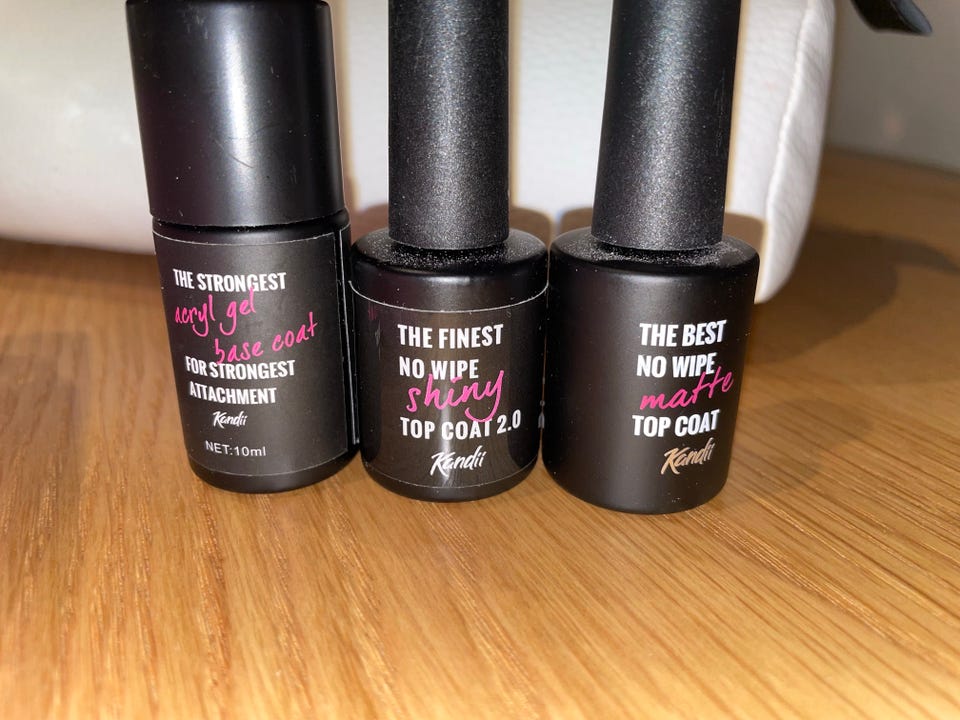 THE STRONGEST
acryl gel
base coat
FOR STRONGEST
ATTACHMENT
Kandii
NET:10ml
THE FINEST
NO WIPE
shiny
TOP COAT 2.0
Kandii
THE BEST
NO WIPE
matte
TOP COAT
Kandii